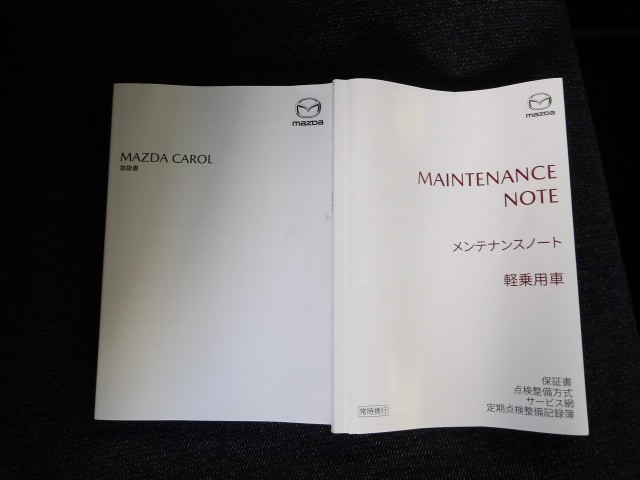 mazda
MAZDA CAROL
取扱書
mazda
MAINTENANCE
NOTE
メンテナンスノート
軽乗用車
保証書
点検整備方式
サービス網
定期点検整備記録簿
常時携行